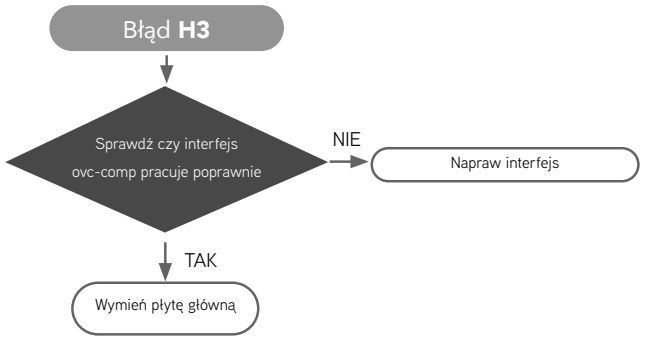 Błąd H3
Sprawdź czy interfejs
ovc-comp pracuje poprawnie
NIE
Napraw interfejs
TAK
Wymień płytę główną